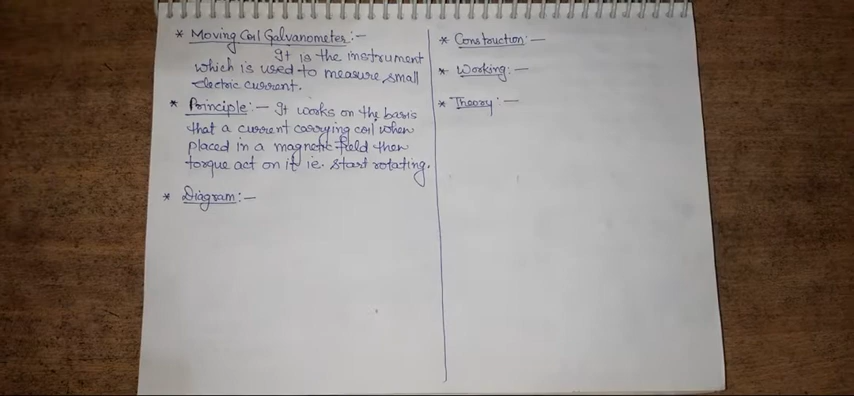 * Moving Coil Galvanometer:-
It is the instrument
which is used to measure small
electric current.
* Principle:- It works on the basis
that a current carrying coil when
placed in a magnetic field then
torque act on it i.e. start rotating.
* Diagram:-
* Construction:-
* Working:-
* Theory:-